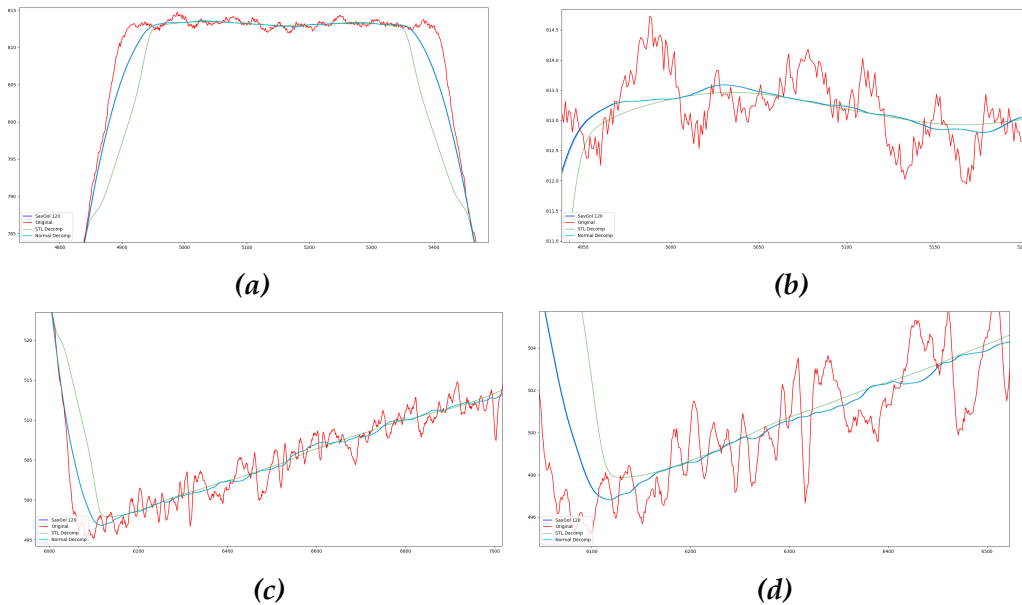 815
810
805
800
795
790
785
SavGol 120
Original
STL Decomp
Normal Decomp
4800 4900 5000 5100 5200 5300 5400
(a)
814.5
814.0
813.5
813.0
812.5
812.0
811.5
811.0
SavGol 120
Original
STL Decomp
Normal Decomp
4950 5000 5050 5100 5150
(b)
520
515
510
505
500
495
SavGol 120
Original
STL Decomp
Normal Decomp
6000 6200 6400 6600 6800 7000
(c)
504
502
500
498
496
SavGol 120
Original
STL Decomp
Normal Decomp
6100 6200 6300 6400 6500
(d)